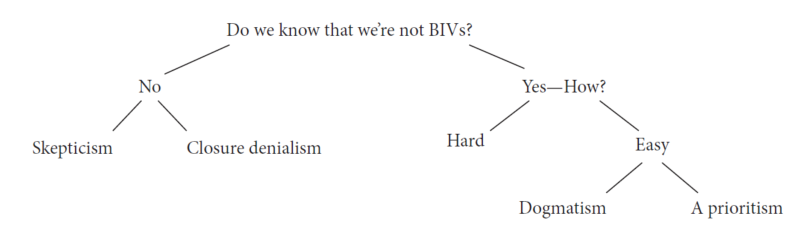 Do we know that we're not BIVs?
No
Yes—How?
Skepticism
Closure denialism
Hard
Easy
Dogmatism
A prioritism